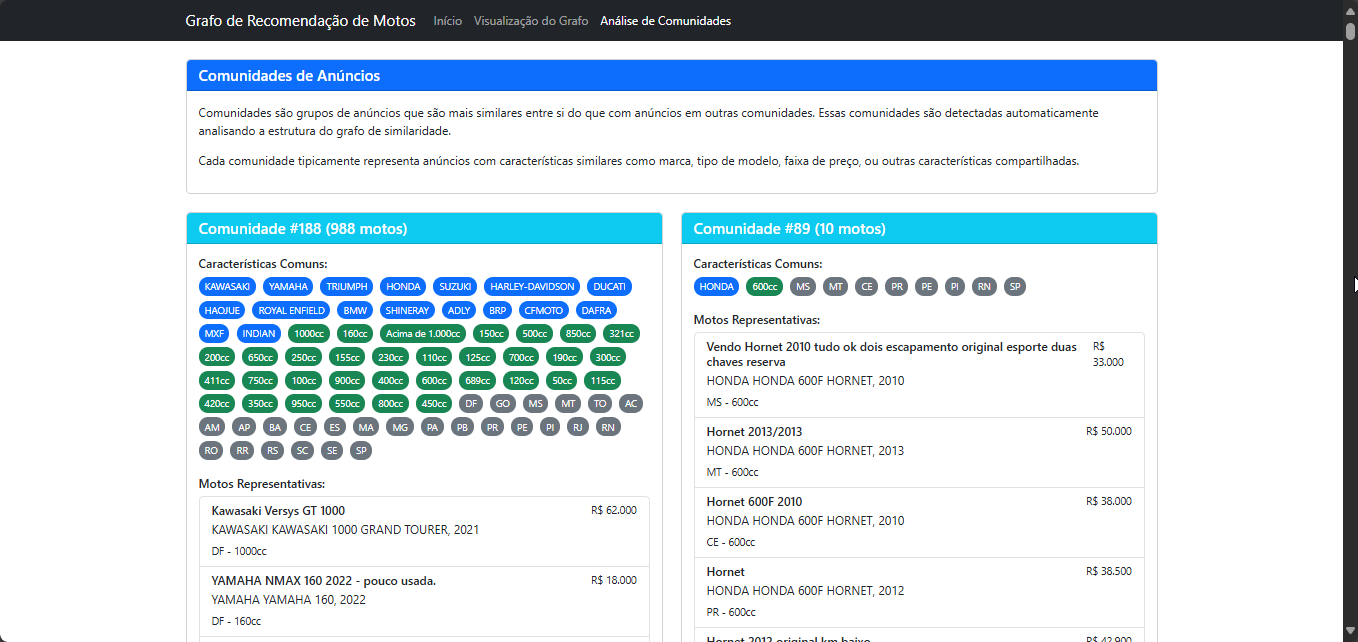 Grafo de Recomendação de Motos Início Visualização do Grafo Análise de Comunidades
Comunidades de Anúncios
Comunidades são grupos de anúncios que são mais similares entre si do que com anúncios em outras comunidades. Essas comunidades são detectadas automaticamente
analisando a estrutura do grafo de similaridade.
Cada comunidade tipicamente representa anúncios com características similares como marca, tipo de modelo, faixa de preço, ou outras características compartilhadas.
Comunidade #188 (988 motos)
Características Comuns:
KAWASAKI YAMAHA TRIUMPH HONDA SUZUKI HARLEY-DAVIDSON DUCATI
HAOJUE ROYAL ENFIELD BMW SHINERAY ADLY BRP CFMOTO DAFRA
MXF INDIAN 1000cc 160cc Acima de 1.000cc 150cc 500cc 850cc 321cc
200cc 650cc 250cc 155cc 230cc 110cc 125cc 700cc 190cc 300cc
411cc 750cc 100cc 900cc 400cc 600cc 689cc 120cc 50cc 115cc
420cc 350cc 950cc 550cc 800cc 450cc DF GO MS MT TO AC
AM AP BA CE ES MA MG PA PB PR PE PI RJ RN
RO RR RS SC SE SP
Motos Representativas:
Kawasaki Versys GT 1000 R$ 62.000
KAWASAKI KAWASAKI 1000 GRAND TOURER, 2021
DF - 1000cc
YAMAHA NMAX 160 2022 - pouco usada. R$ 18.000
YAMAHA YAMAHA 160, 2022
DF - 160cc
Comunidade #89 (10 motos)
Características Comuns:
HONDA 600cc MS MT CE PR PE PI RN SP
Motos Representativas:
Vendo Hornet 2010 tudo ok dois escapamento original esporte duas R$
chaves reserva 33.000
HONDA HONDA 600F HORNET, 2010
MS - 600cc
Hornet 2013/2013 R$ 50.000
HONDA HONDA 600F HORNET, 2013
MT - 600cc
Hornet 600F 2010 R$ 38.000
HONDA HONDA 600F HORNET, 2010
CE - 600cc
Hornet R$ 38.500
HONDA HONDA 600F HORNET, 2012
PR - 600cc
Hornet 2012 original km baixo R$ 42.900